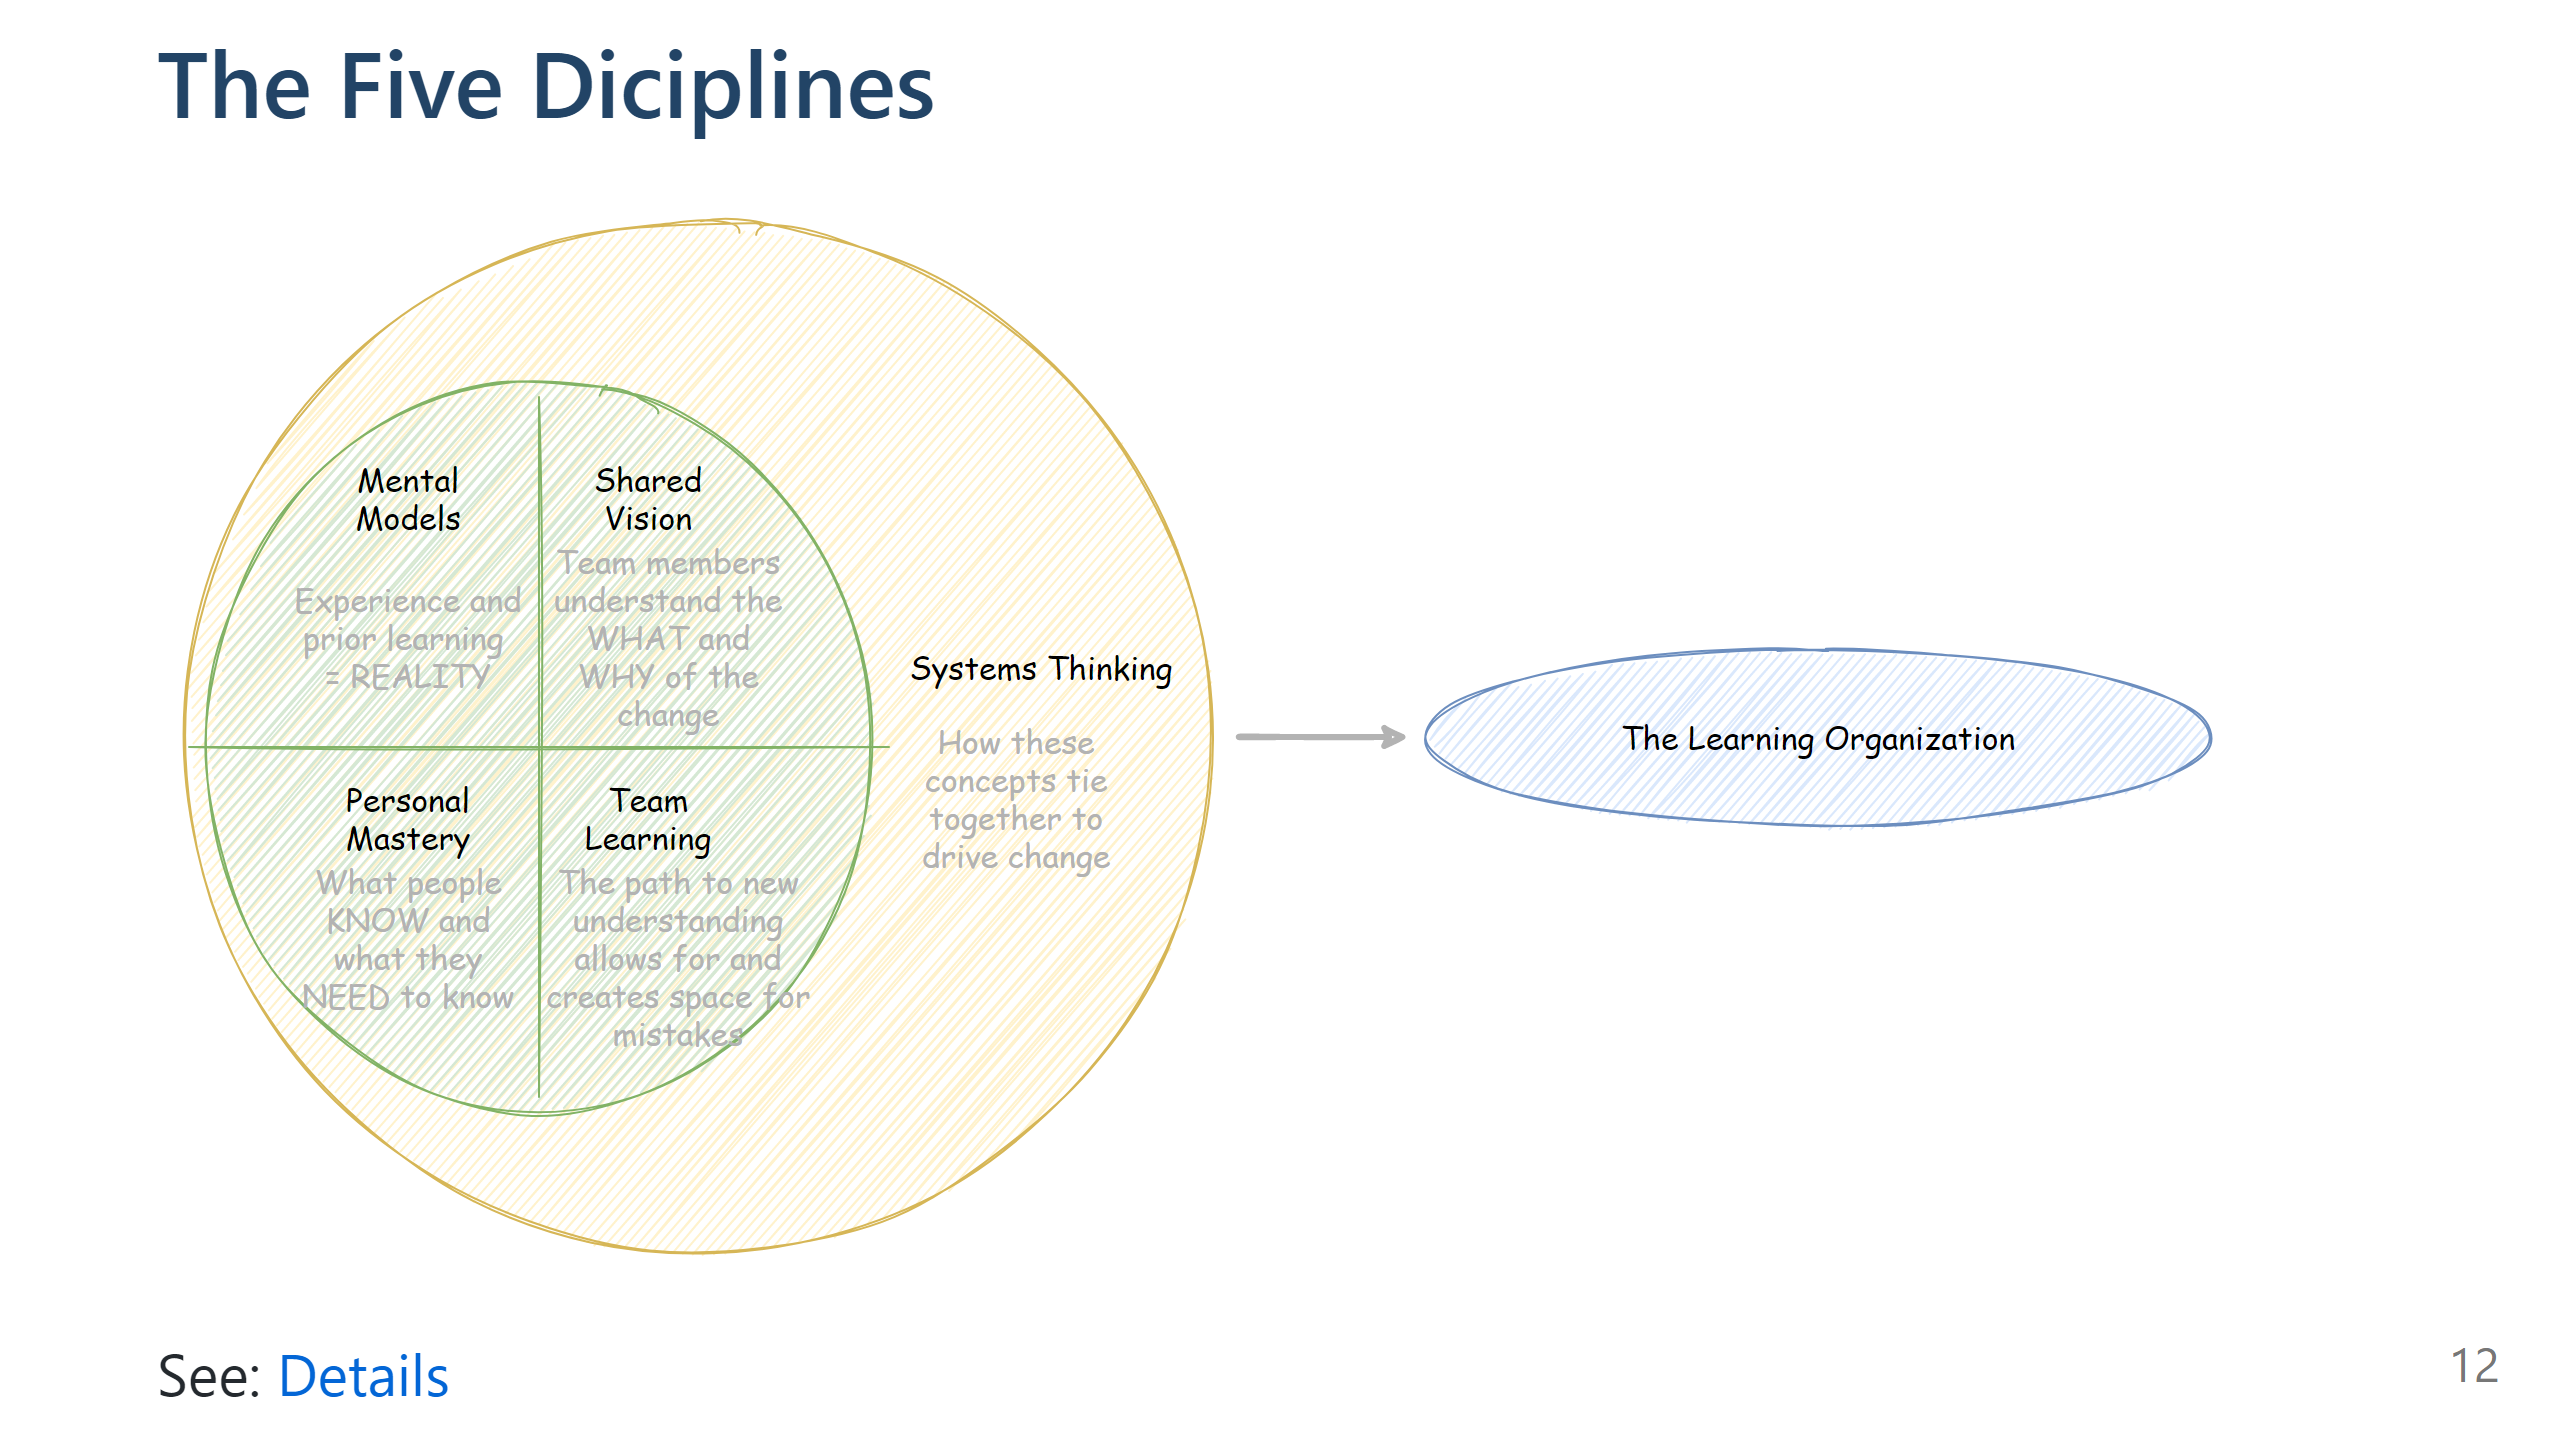 The Five Diciplines
Mental
Models
Experience and
prior learning
= REALITY
Shared
Vision
Team members
understand the
WHAT and
WHY of the
change
Personal
Mastery
What people
KNOW and
what they
NEED to know
Team
Learning
The path to new
understanding
allows for and
creates space for
mistakes
Systems Thinking
How these
concepts tie
together to
drive change
The Learning Organization
See: Details
12